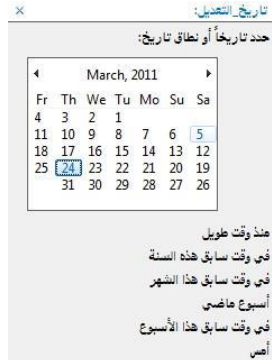 تاريخ_التعديل:
حدد تاريخاً أو نطاق تاريخ:
March, 2011
Fr Th We Tu Mo Su Sa
4 3 2 1
11 10 9 8 7 6 5
18 17 16 15 14 13 12
25 24 23 22 21 20 19
31 30 29 28 27 26
منذ وقت طويل
في وقت سابق هذه السنة
في وقت سابق هذا الشهر
أسبوع ماضي
في وقت سابق هذا الأسبوع
أمس